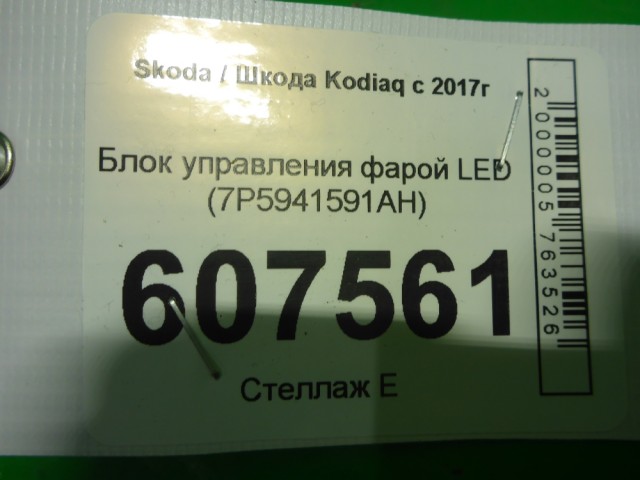 Skoda / Шкода Kodiaq с 2017г
Блок управления фарой LED
(7P5941591AH)
607561
Стеллаж Е
2000005763526